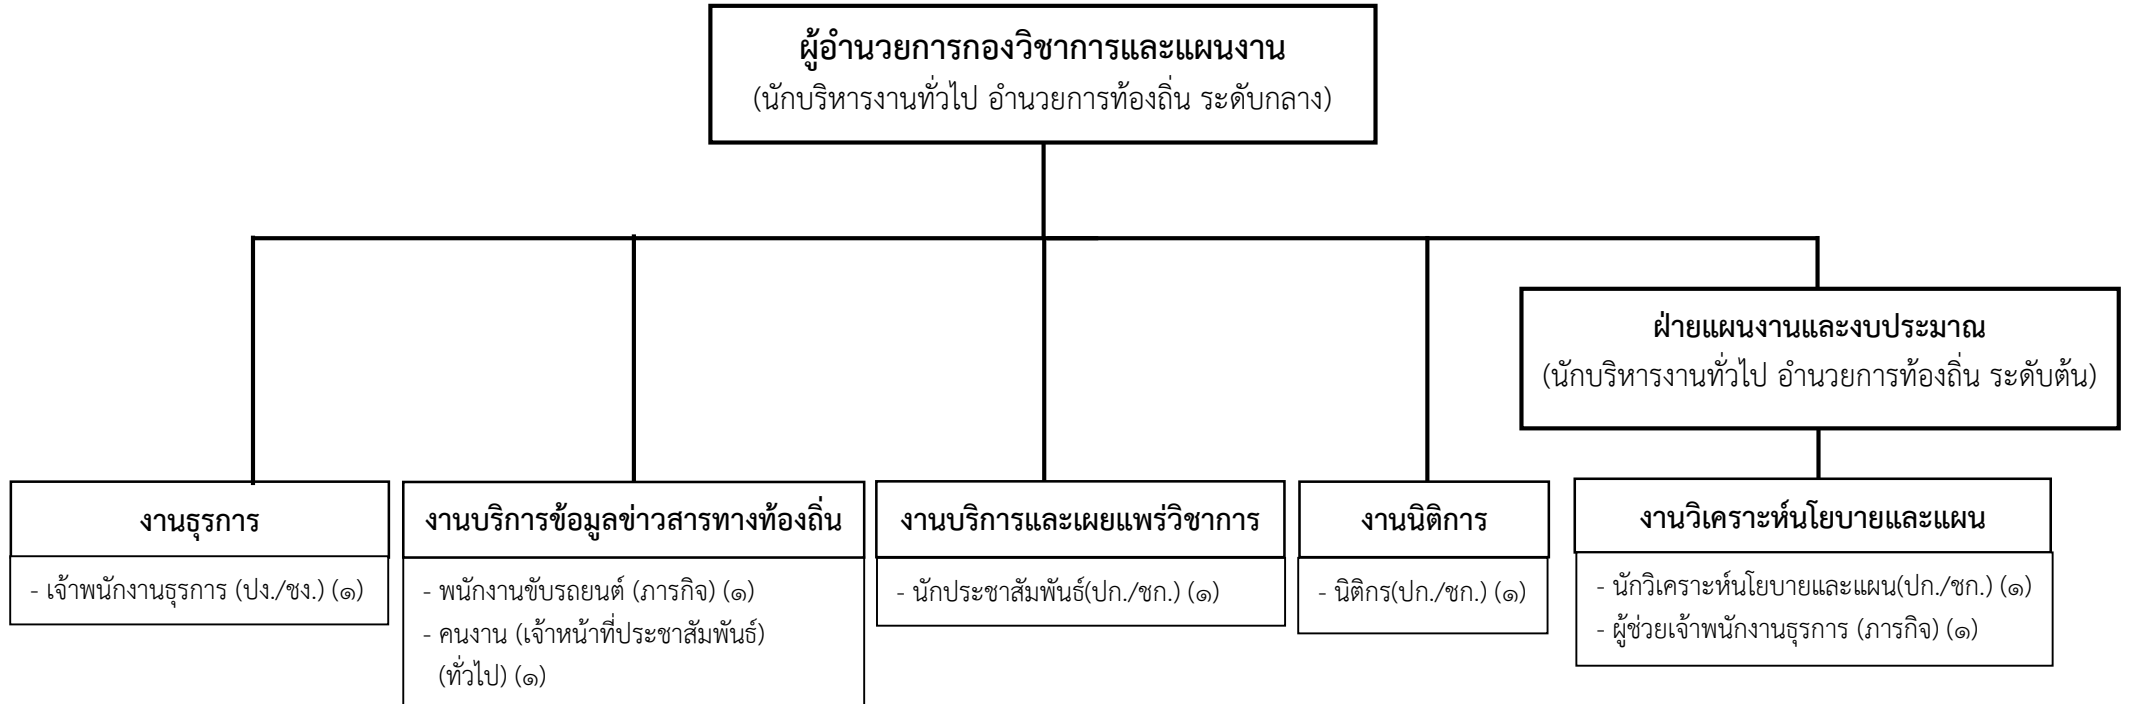 ผู้อำนวยการกองวิชาการและแผนงาน
(นักบริหารงานทั่วไป อำนวยการท้องถิ่น ระดับกลาง)
ฝ่ายแผนงานและงบประมาณ
(นักบริหารงานทั่วไป อำนวยการท้องถิ่น ระดับต้น)
งานธุรการ
- เจ้าพนักงานธุรการ (ปง./ชง.) (๑)
งานบริการข้อมูลข่าวสารทางท้องถิ่น
- พนักงานขับรถยนต์ (ภารกิจ) (๑)
- คนงาน (เจ้าหน้าที่ประชาสัมพันธ์)
(ทั่วไป) (๑)
งานบริการและเผยแพร่วิชาการ
- นักประชาสัมพันธ์(ปก./ชก.) (๑)
งานนิติการ
- นิติกร(ปก./ชก.) (๑)
งานวิเคราะห์นโยบายและแผน
- นักวิเคราะห์นโยบายและแผน(ปก./ชก.) (๑)
- ผู้ช่วยเจ้าพนักงานธุรการ (ภารกิจ) (๑)